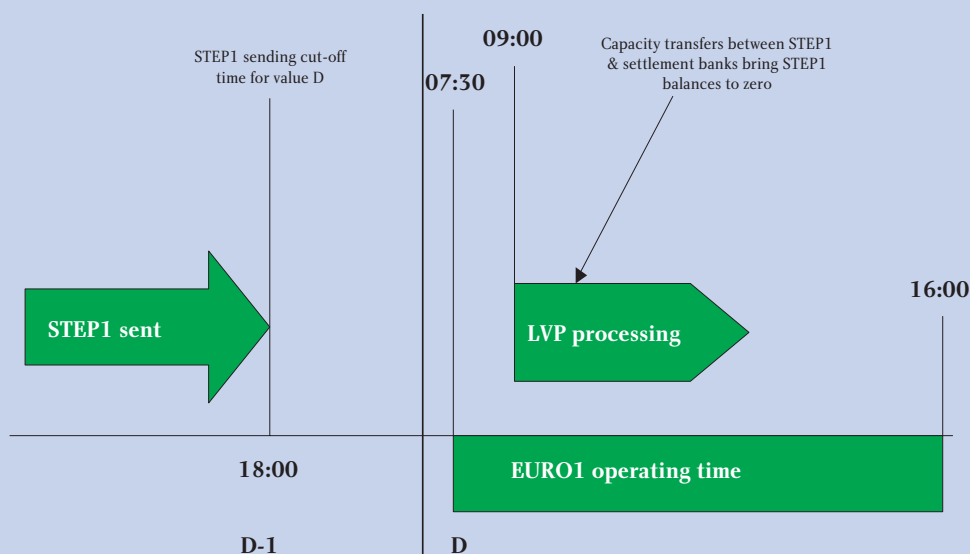 STEP1 sending cut-off
time for value D
07:30
09:00
Capacity transfers between STEP1
& settlement banks bring STEP1
balances to zero
16:00
STEP1 sent
LVP processing
18:00
EURO1 operating time
D-1
D